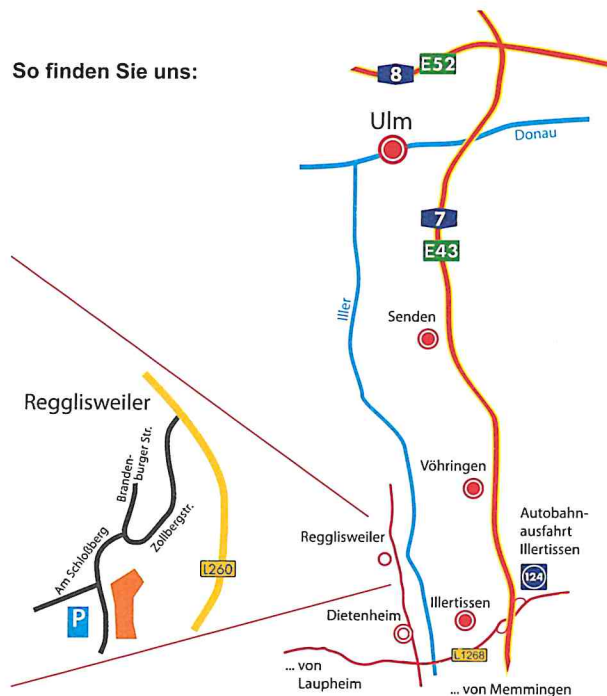 So finden Sie uns:
8
E52
Ulm
Donau
7
E43
Iller
Senden
Regglisweiler
Branden-
burger Str.
Zollbergstr.
Am Schloßberg
P
L260
Vöhringen
Autobahn-
ausfahrt
Illertissen
124
Regglisweiler
Dietenheim
Illertissen
L1268
... von
Laupheim
... von Memmingen